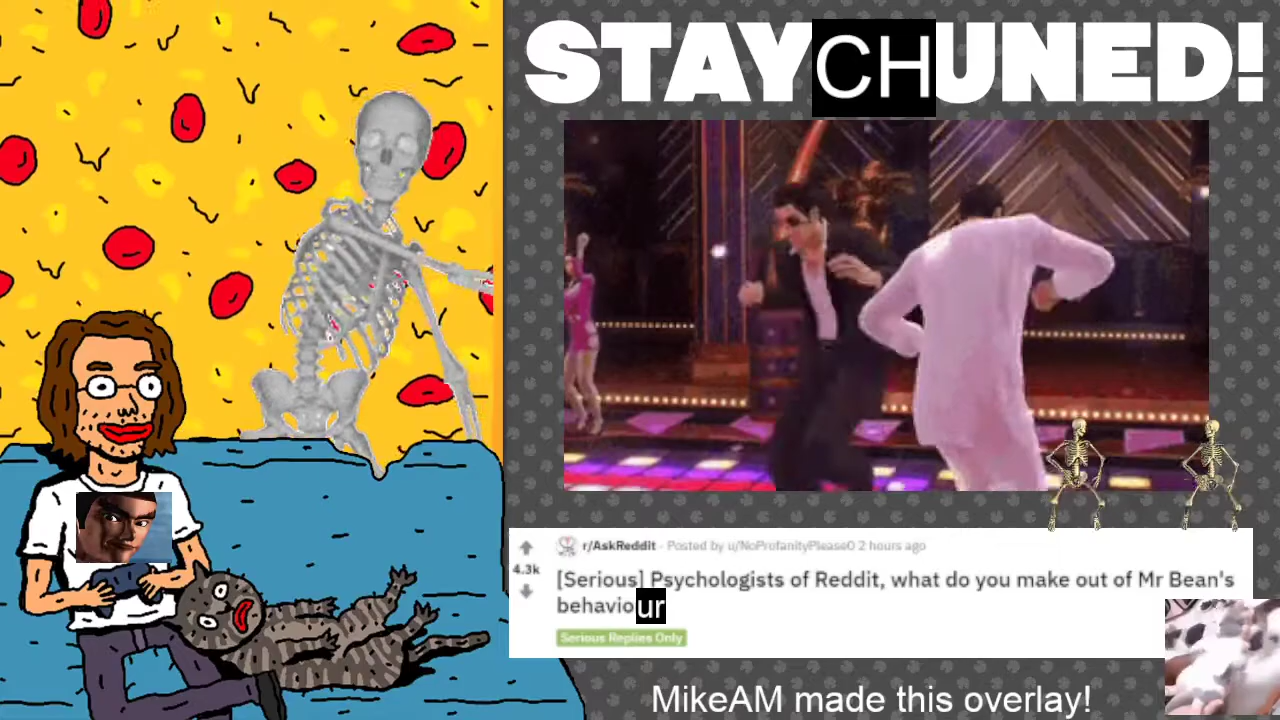 STAYCHUNED!
r/AskReddit · Posted by u/NoProfanityPlease0 2 hours ago
4.3k
[Serious] Psychologists of Reddit, what do you make out of Mr Bean's
behaviour
Serious Replies Only
MikeAM made this overlay!